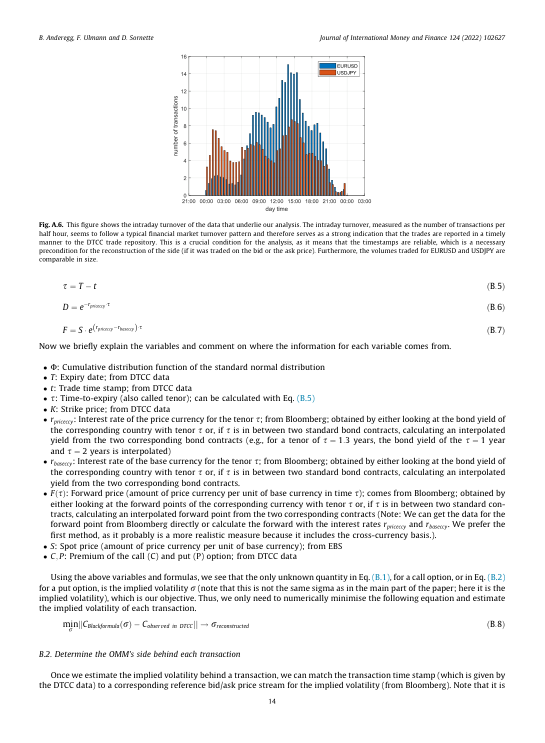 B. Anderegg, F. Ulmann and D. Sornette
Journal of International Money and Finance 124 (2022) 102627
16
14
12
10
8
6
4
2
0
number of transactions
EURUSD
USDJPY
21:00 00:00 03:00 06:00 09:00 12:00 15:00 18:00 21:00 00:00 03:00
day time
Fig. A.6. This figure shows the intraday turnover of the data that underlie our analysis. The intraday turnover, measured as the number of transactions per
half hour, seems to follow a typical financial market turnover pattern and therefore serves as a strong indication that the trades are reported in a timely
manner to the DTCC trade repository. This is a crucial condition for the analysis, as it means that the timestamps are reliable, which is a necessary
precondition for the reconstruction of the side (if it was traded on the bid or the ask price). Furthermore, the volumes traded for EURUSD and USDJPY are
comparable in size.
τ = T − t (B.5)
D = e^{−r_{priceccy}·τ} (B.6)
F = S · e^{(r_{priceccy}−r_{baseccy})·τ} (B.7)
Now we briefly explain the variables and comment on where the information for each variable comes from.
• Φ: Cumulative distribution function of the standard normal distribution
• T: Expiry date; from DTCC data
• t: Trade time stamp; from DTCC data
• τ: Time-to-expiry (also called tenor); can be calculated with Eq. (B.5)
• K: Strike price; from DTCC data
• r_{priceccy}: Interest rate of the price currency for the tenor τ; from Bloomberg; obtained by either looking at the bond yield of
the corresponding country with tenor τ or, if τ is in between two standard bond contracts, calculating an interpolated
yield from the two corresponding bond contracts (e.g., for a tenor of τ = 1.3 years, the bond yield of the τ = 1 year
and τ = 2 years is interpolated)
• r_{baseccy}: Interest rate of the base currency for the tenor τ; from Bloomberg; obtained by either looking at the bond yield of
the corresponding country with tenor τ or, if τ is in between two standard bond contracts, calculating an interpolated
yield from the two corresponding bond contracts.
• F(τ): Forward price (amount of price currency per unit of base currency in time τ); comes from Bloomberg; obtained by
either looking at the forward points of the corresponding currency with tenor τ or, if τ is in between two standard con-
tracts, calculating an interpolated forward point from the two corresponding contracts (Note: We can get the data for the
forward point from Bloomberg directly or calculate the forward with the interest rates r_{priceccy} and r_{baseccy}. We prefer the
first method, as it probably is a more realistic measure because it includes the cross-currency basis.).
• S: Spot price (amount of price currency per unit of base currency); from EBS
• C, P: Premium of the call (C) and put (P) option; from DTCC data
Using the above variables and formulas, we see that the only unknown quantity in Eq. (B.1), for a call option, or in Eq. (B.2)
for a put option, is the implied volatility σ (note that this is not the same sigma as in the main part of the paper; here it is the
implied volatility), which is our objective. Thus, we only need to numerically minimise the following equation and estimate
the implied volatility of each transaction.
min_σ ||C_{Blackformula}(σ) − C_{observed in DTCC}|| → σ_{reconstructed} (B.8)
B.2. Determine the OMM's side behind each transaction
Once we estimate the implied volatility behind a transaction, we can match the transaction time stamp (which is given by
the DTCC data) to a corresponding reference bid/ask price stream for the implied volatility (from Bloomberg). Note that it is
14